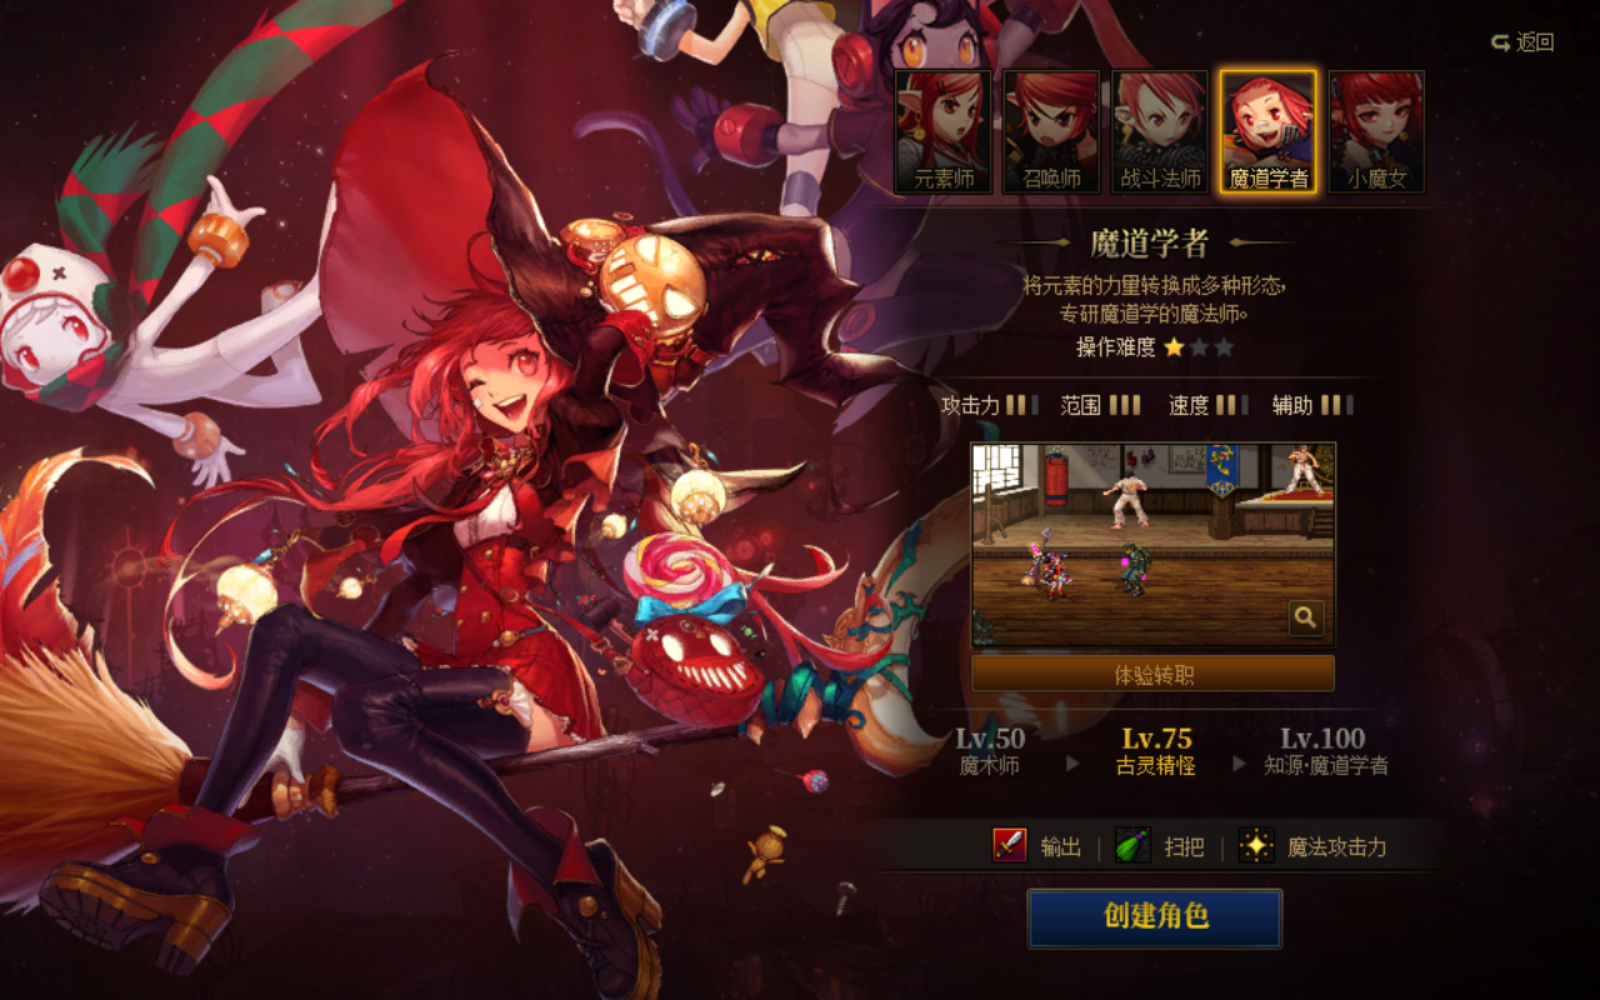 返回
元素师
召唤师
战斗法师
魔道学者
小魔女
魔道学者
将元素的力量转换成多种形态，
专研魔道学的魔法师。
操作难度
攻击力 范围 速度 辅助
体验转职
Lv.50 Lv.75 Lv.100
魔术师 古灵精怪 知源·魔道学者
输出 | 扫把 | 魔法攻击力
创建角色